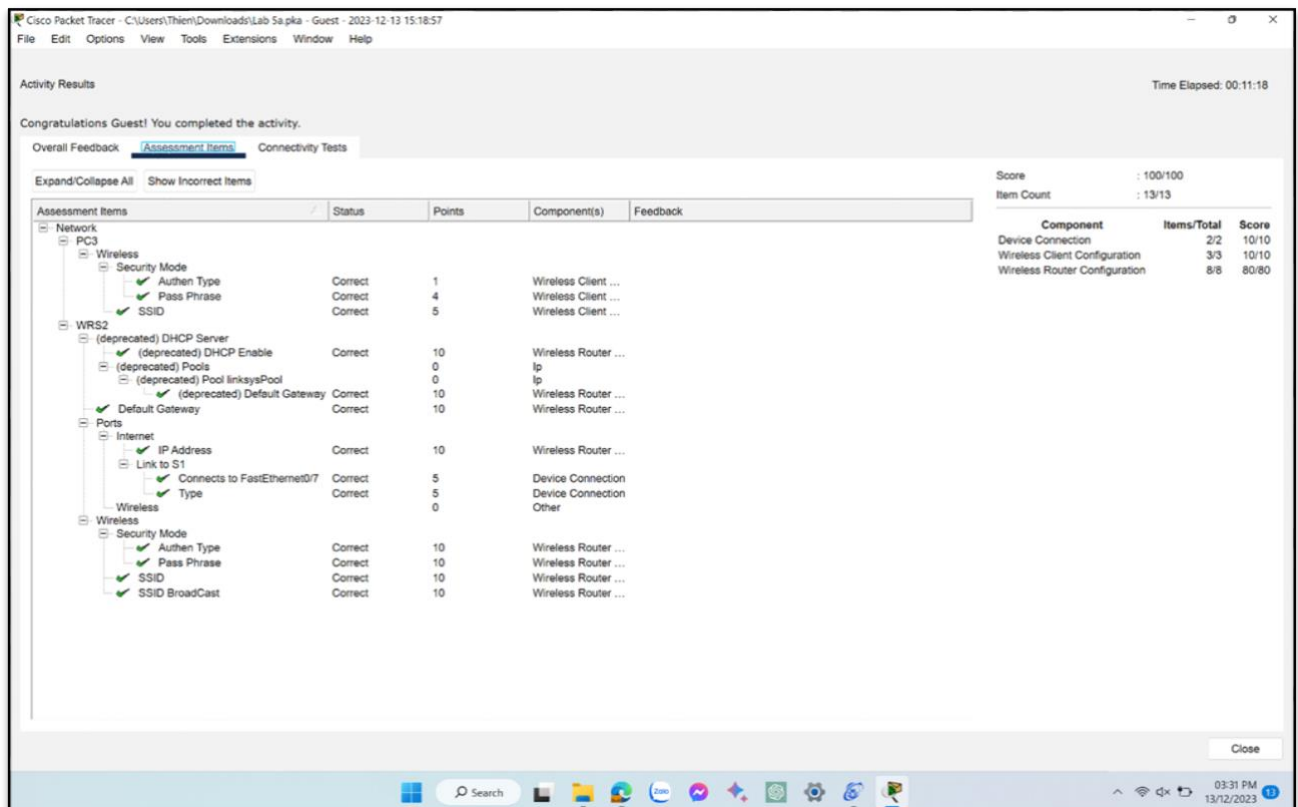 Cisco Packet Tracer - C:\Users\Thien\Downloads\Lab 5a.pka - Guest - 2023-12-13 15:18:57
File Edit Options View Tools Extensions Window Help
Activity Results
Time Elapsed: 00:11:18
Congratulations Guest! You completed the activity.
Overall Feedback Assessment Items Connectivity Tests
Expand/Collapse All Show Incorrect Items
Assessment Items Status Points Component(s) Feedback
Network
PC3
Wireless
Security Mode
Authen Type Correct 1 Wireless Client ...
Pass Phrase Correct 4 Wireless Client ...
SSID Correct 5 Wireless Client ...
WRS2
(deprecated) DHCP Server
(deprecated) DHCP Enable Correct 10 Wireless Router ...
(deprecated) Pools 0 Ip
(deprecated) Pool linksysPool 0 Ip
(deprecated) Default Gateway Correct 10 Wireless Router ...
Default Gateway Correct 10 Wireless Router ...
Ports
Internet
IP Address Correct 10 Wireless Router ...
Link to S1
Connects to FastEthernet0/7 Correct 5 Device Connection
Type Correct 5 Device Connection
Wireless 0 Other
Wireless
Security Mode
Authen Type Correct 10 Wireless Router ...
Pass Phrase Correct 10 Wireless Router ...
SSID Correct 10 Wireless Router ...
SSID BroadCast Correct 10 Wireless Router ...
Score : 100/100
Item Count : 13/13
Component Items/Total Score
Device Connection 2/2 10/10
Wireless Client Configuration 3/3 10/10
Wireless Router Configuration 8/8 80/80
Close
Search
Zalo
03:31 PM
13/12/2023
13